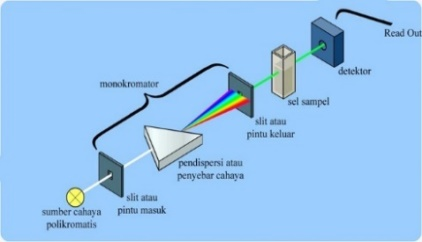 Read Out
detektor
monokromator
sel sampel
slit atau
pintu keluar
pendispersi atau
penyebar cahaya
slit atau
pintu masuk
sumber cahaya
polikromatis